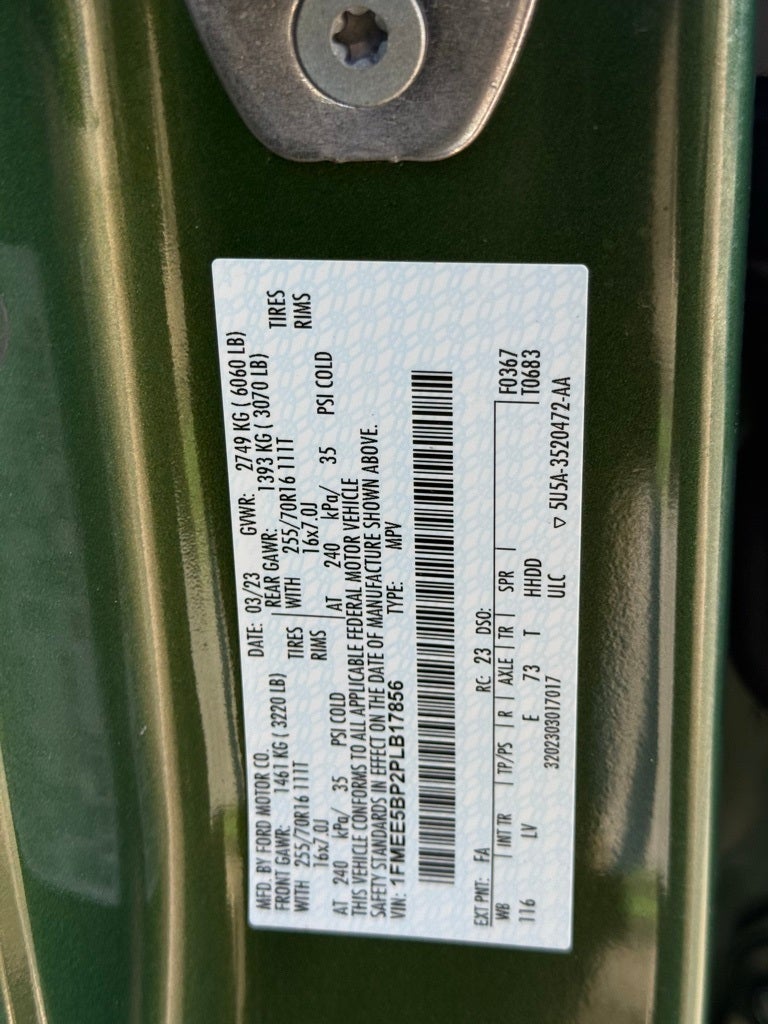 MFD. BY FORD MOTOR CO.
DATE: 03/23 GVWR: 2749 KG ( 6060 LB)
FRONT GAWR: 1461 KG ( 3220 LB) REAR GAWR: 1393 KG ( 3070 LB)
WITH 255/70R16 111T TIRES WITH 255/70R16 111T TIRES
16x7.0J RIMS 16x7.0J RIMS
AT 240 kPa/ 35 PSI COLD AT 240 kPa/ 35 PSI COLD
THIS VEHICLE CONFORMS TO ALL APPLICABLE FEDERAL MOTOR VEHICLE
SAFETY STANDARDS IN EFFECT ON THE DATE OF MANUFACTURE SHOWN ABOVE.
VIN: 1FMEE5BP2PLB17856 TYPE: MPV
EXT PNT: FA RC: 23 DSO: F0367
WB INT TR TP/PS R AXLE TR SPR T0683
116 LV E 73 T HHDD
3202303017017 ULC ▽ 5U5A-3520472-AA